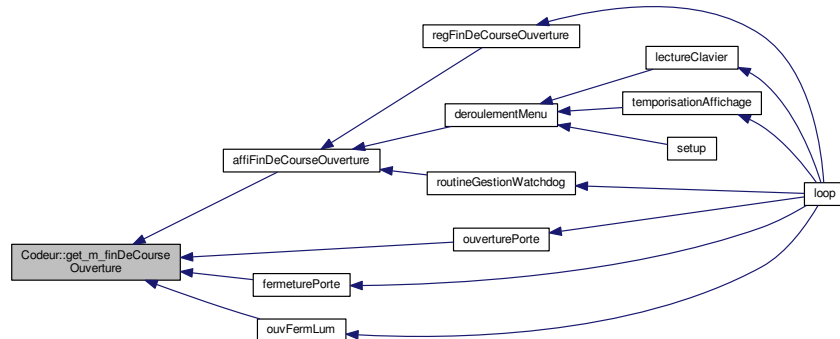 regFinDeCourseOuverture
lectureClavier
temporisationAffichage
deroulementMenu
setup
affiFinDeCourseOuverture
routineGestionWatchdog
loop
ouverturePorte
Codeur::get_m_finDeCourse
Ouverture
fermeturePorte
ouvFermLum